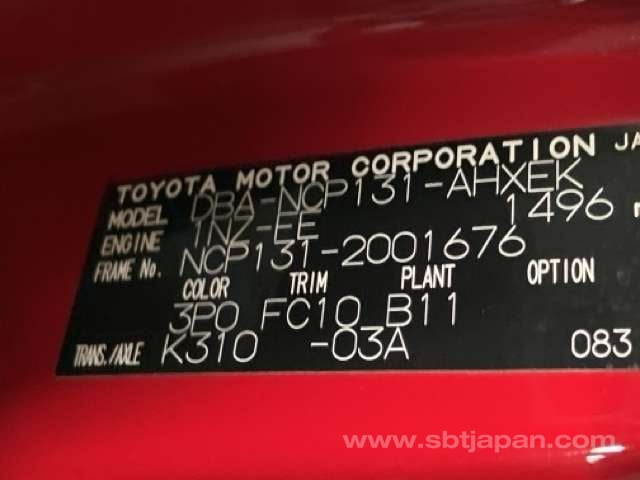 TOYOTA MOTOR CORPORATION JA
MODEL DBA-NCP131-AHXEK
ENGINE 1NZ-FE 1496
FRAME No. NCP131-2001676
COLOR TRIM PLANT OPTION
3P0 FC10 B11
TRANS./AXLE K310 -03A 083
www.sbtjapan.com